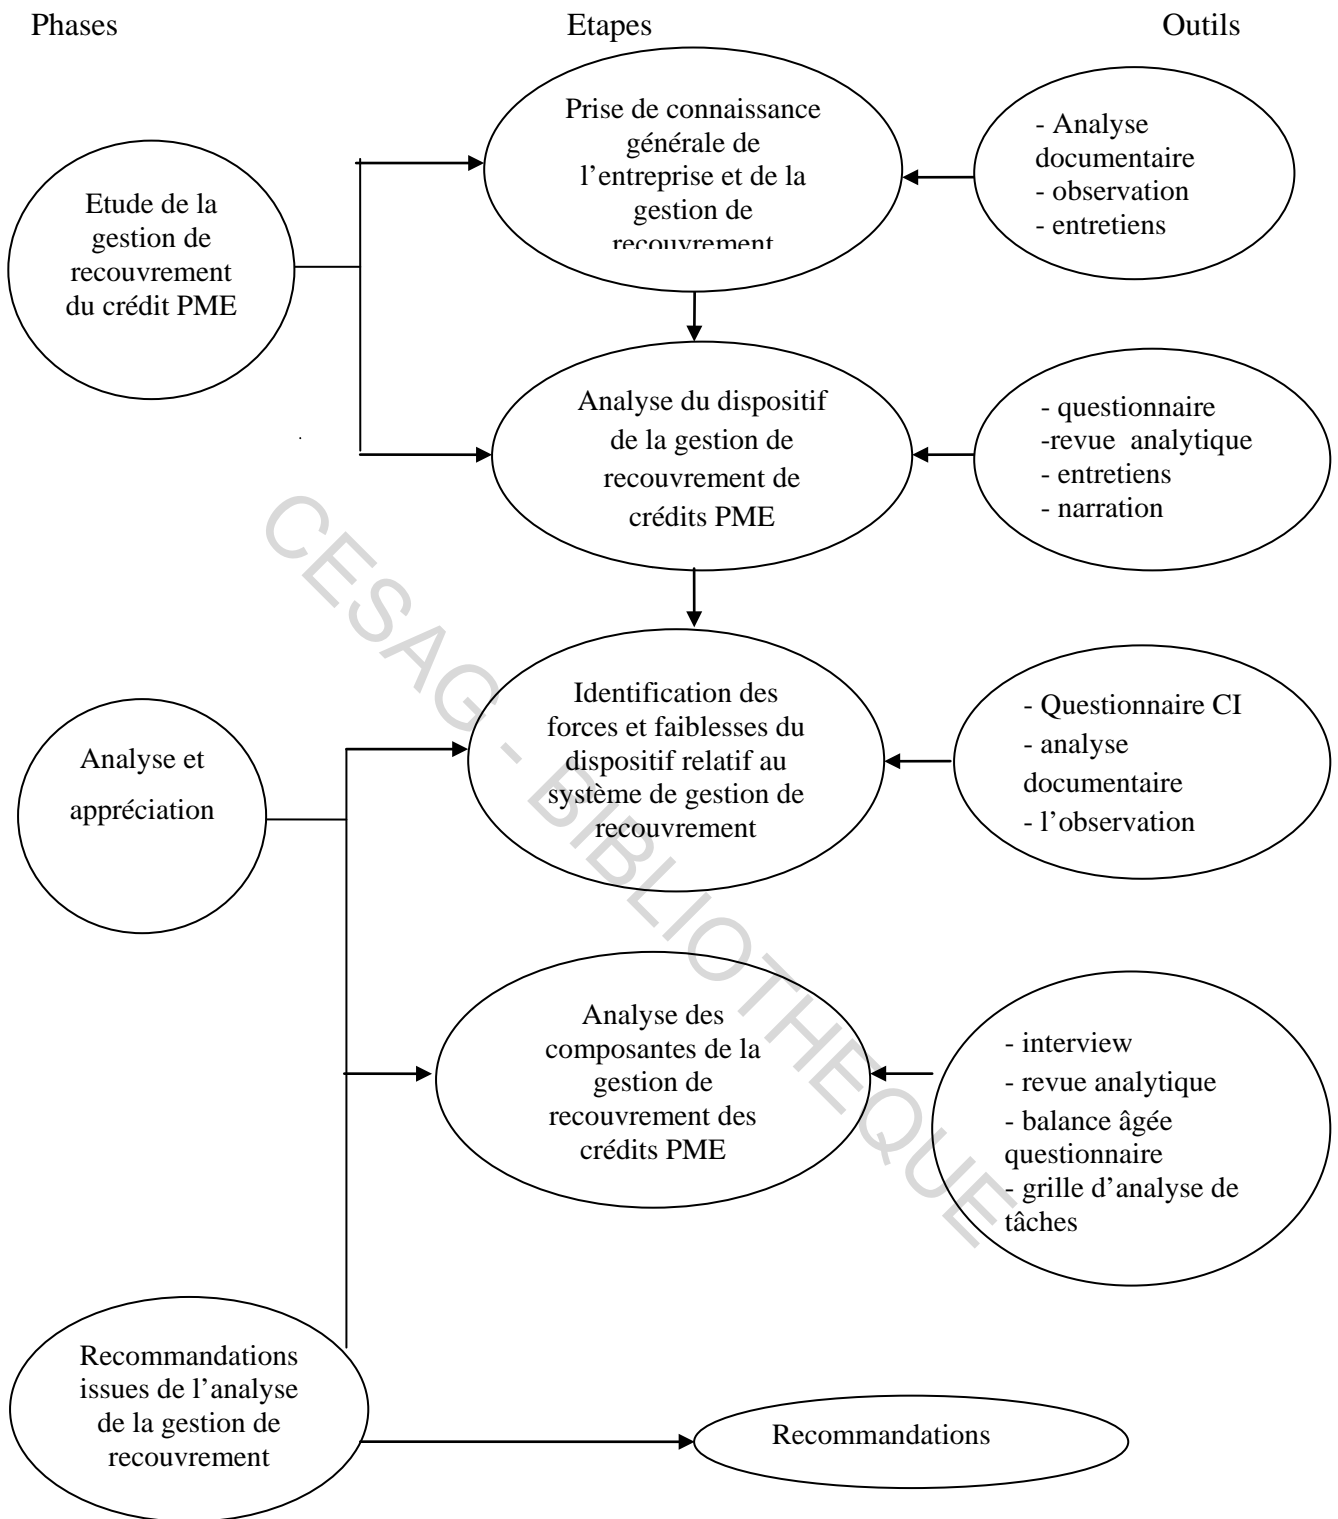 Phases
Etapes
Outils
Etude de la
gestion de
recouvrement
du crédit PME
Prise de connaissance
générale de
l’entreprise et de la
gestion de
recouvrement
- Analyse
documentaire
- observation
- entretiens
Analyse du dispositif
de la gestion de
recouvrement de
crédits PME
- questionnaire
-revue analytique
- entretiens
- narration
Analyse et
appréciation
Identification des
forces et faiblesses du
dispositif relatif au
système de gestion de
recouvrement
- Questionnaire CI
- analyse
documentaire
- l’observation
Analyse des
composantes de la
gestion de
recouvrement des
crédits PME
- interview
- revue analytique
- balance âgée
questionnaire
- grille d’analyse de
tâches
Recommandations
issues de l’analyse
de la gestion de
recouvrement
Recommandations
CESAG - BIBLIOTHEQUE